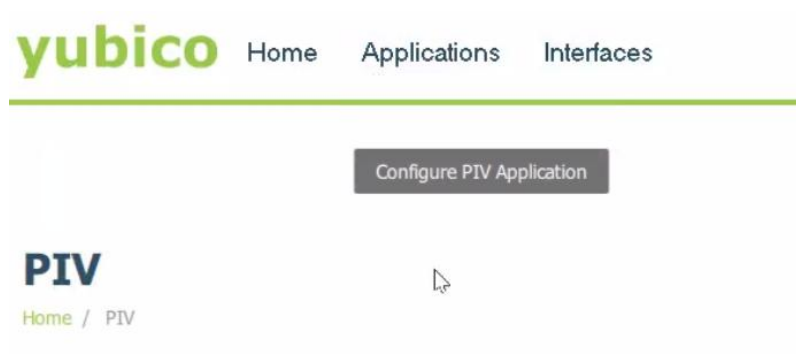 yubico Home Applications Interfaces
Configure PIV Application
PIV
Home / PIV